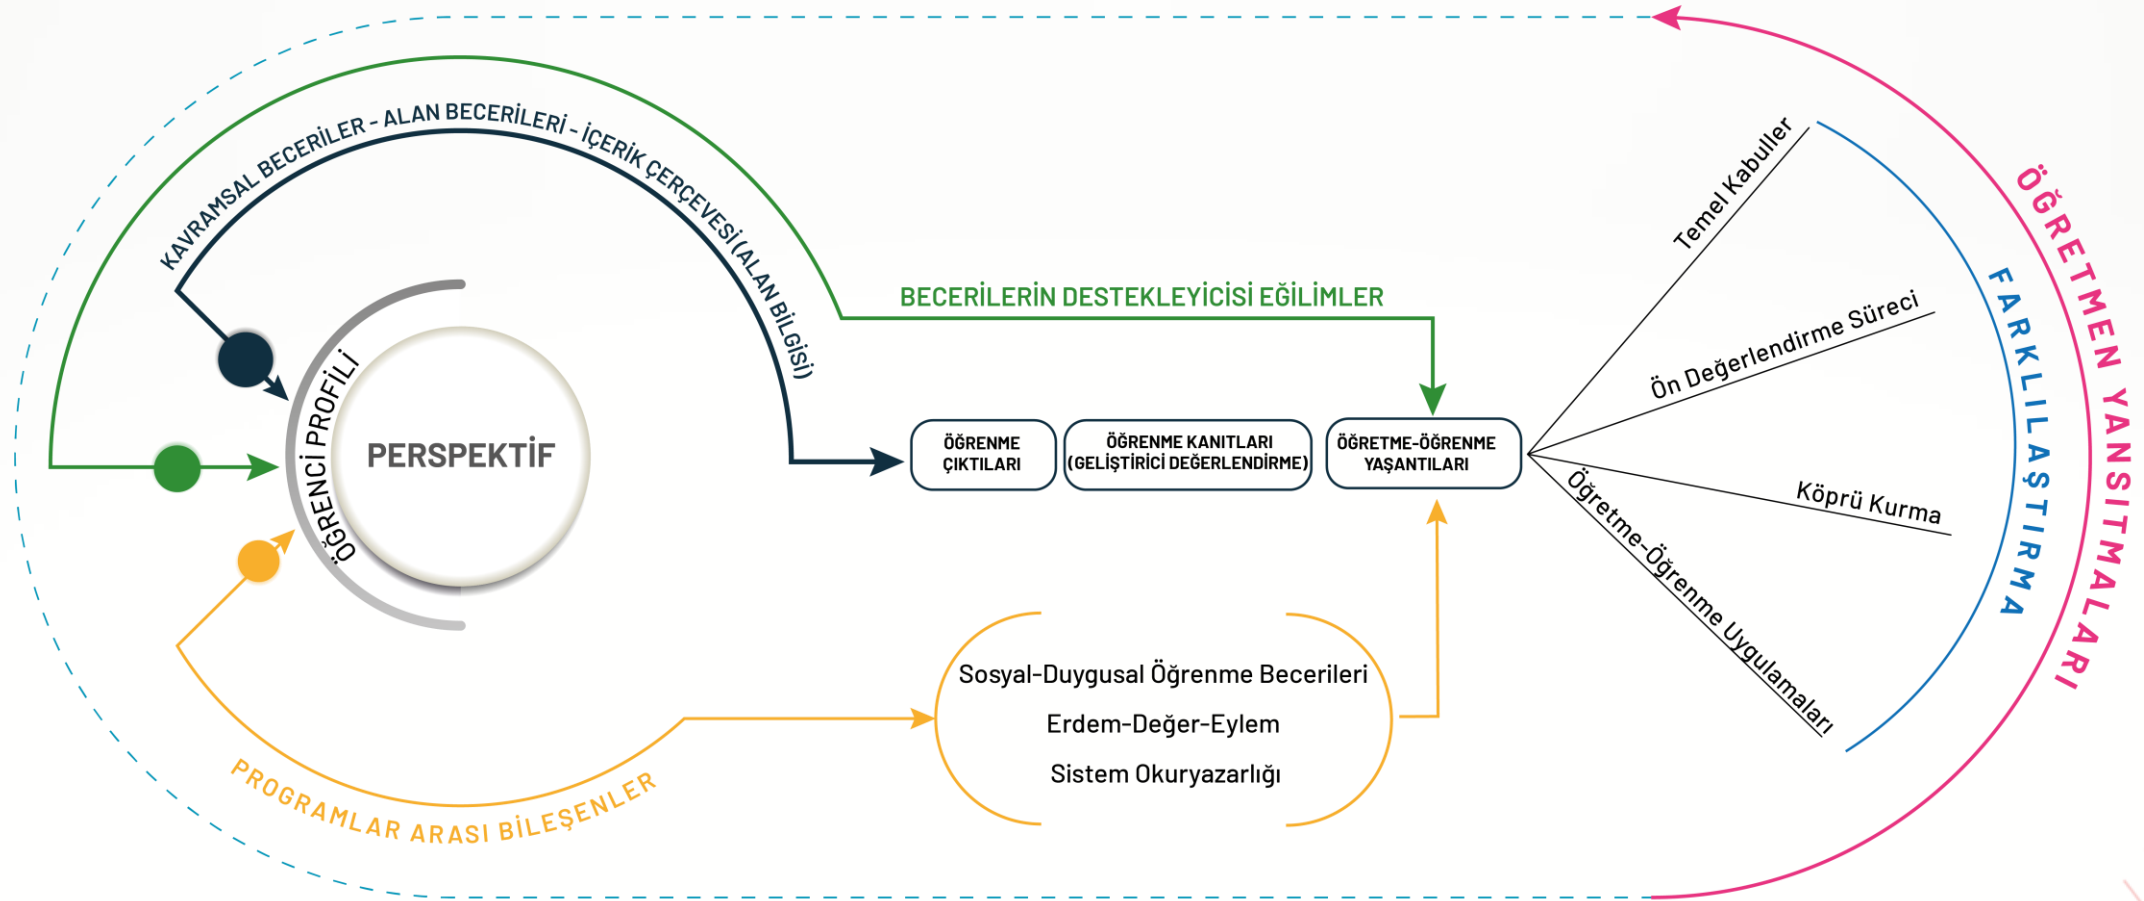 KAVRAMSAL BECERİLER - ALAN BECERİLERİ - İÇERİK ÇERÇEVESİ (ALAN BİLGİSİ)
ÖĞRENCİ PROFİLİ
PERSPEKTİF
BECERİLERİN DESTEKLEYİCİSİ EĞİLİMLER
ÖĞRENME
ÇIKTILARI
ÖĞRENME KANITLARI
(GELİŞTİRİCİ DEĞERLENDİRME)
ÖĞRETME-ÖĞRENME
YAŞANTILARI
Temel Kabuller
Ön Değerlendirme Süreci
Köprü Kurma
Öğretme-Öğrenme Uygulamaları
FARKLILAŞTIRMA
ÖĞRETMEN YANSITMALARI
PROGRAMLAR ARASI BİLEŞENLER
Sosyal-Duygusal Öğrenme Becerileri
Erdem-Değer-Eylem
Sistem Okuryazarlığı